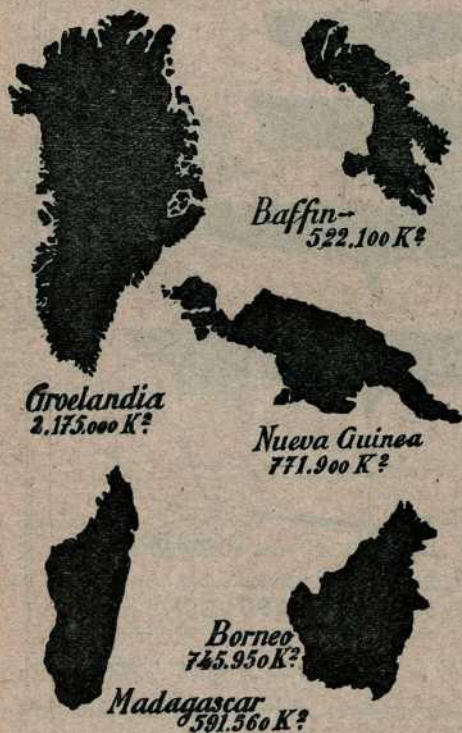 Baffin→
522.100 K²
Groelandia
2.175.000 K²
Nueva Guinea
771.900 K²
Borneo
745.950 K²
Madagascar
591.560 K²